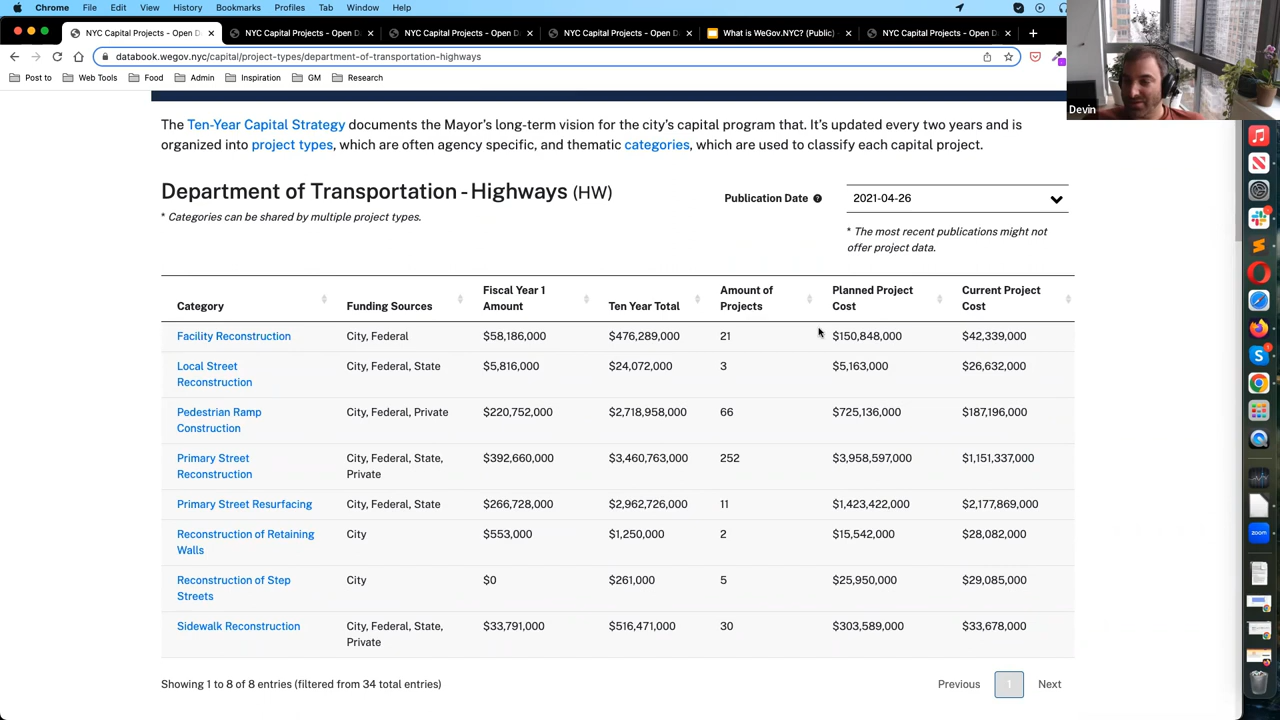 Chrome File Edit View History Bookmarks Profiles Tab Window Help
NYC Capital Projects - Open D
NYC Capital Projects - Open D
NYC Capital Projects - Open D
NYC Capital Projects - Open D
What is WeGov.NYC? (Public)
NYC Capital Projects - Open D
databook.wegov.nyc/capital/project-types/department-of-transportation-highways
Post to Web Tools Food Admin Inspiration GM Research
Devin
The Ten-Year Capital Strategy documents the Mayor's long-term vision for the city's capital program that. It's updated every two years and is
organized into project types, which are often agency specific, and thematic categories, which are used to classify each capital project.
Department of Transportation - Highways (HW)
* Categories can be shared by multiple project types.
Publication Date ? 2021-04-26
* The most recent publications might not
offer project data.
Category Funding Sources Fiscal Year 1 Amount Ten Year Total Amount of Projects Planned Project Cost Current Project Cost
Facility Reconstruction City, Federal $58,186,000 $476,289,000 21 $150,848,000 $42,339,000
Local Street Reconstruction City, Federal, State $5,816,000 $24,072,000 3 $5,163,000 $26,632,000
Pedestrian Ramp Construction City, Federal, Private $220,752,000 $2,718,958,000 66 $725,136,000 $187,196,000
Primary Street Reconstruction City, Federal, State, Private $392,660,000 $3,460,763,000 252 $3,958,597,000 $1,151,337,000
Primary Street Resurfacing City, Federal, State $266,728,000 $2,962,726,000 11 $1,423,422,000 $2,177,869,000
Reconstruction of Retaining Walls City $553,000 $1,250,000 2 $15,542,000 $28,082,000
Reconstruction of Step Streets City $0 $261,000 5 $25,950,000 $29,085,000
Sidewalk Reconstruction City, Federal, State, Private $33,791,000 $516,471,000 30 $303,589,000 $33,678,000
Showing 1 to 8 of 8 entries (filtered from 34 total entries)
Previous 1 Next
zoom